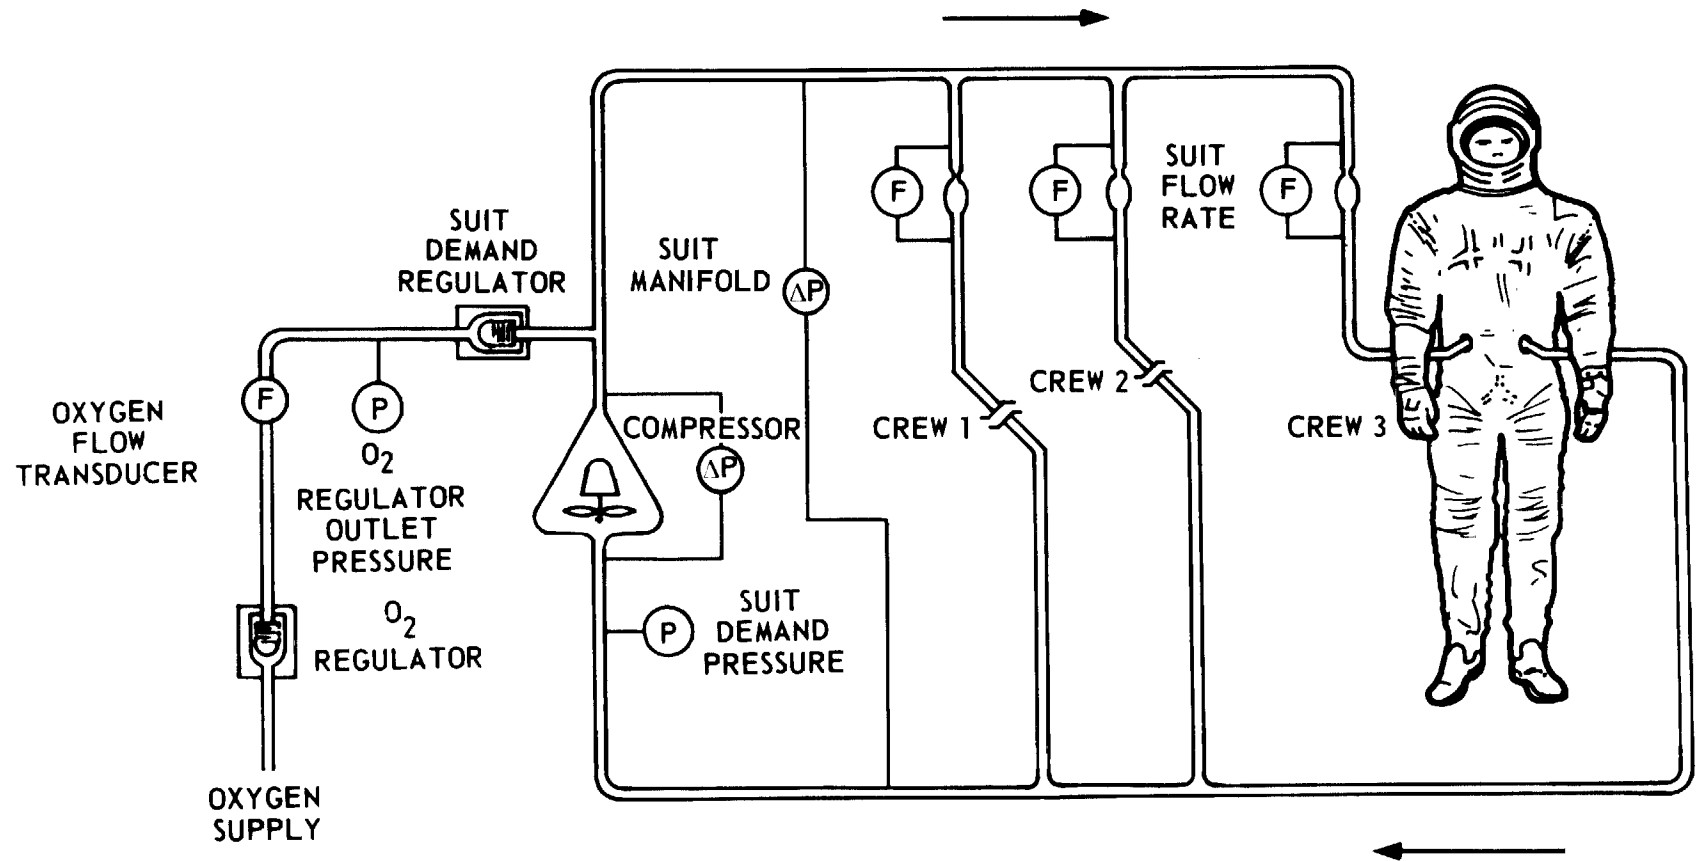 SUIT
FLOW
RATE
F
F
F
SUIT
DEMAND
REGULATOR
SUIT
MANIFOLD
ΔP
OXYGEN
FLOW
TRANSDUCER
F
P
O2
REGULATOR
OUTLET
PRESSURE
COMPRESSOR
ΔP
CREW 1
CREW 2
CREW 3
O2
REGULATOR
P
SUIT
DEMAND
PRESSURE
OXYGEN
SUPPLY